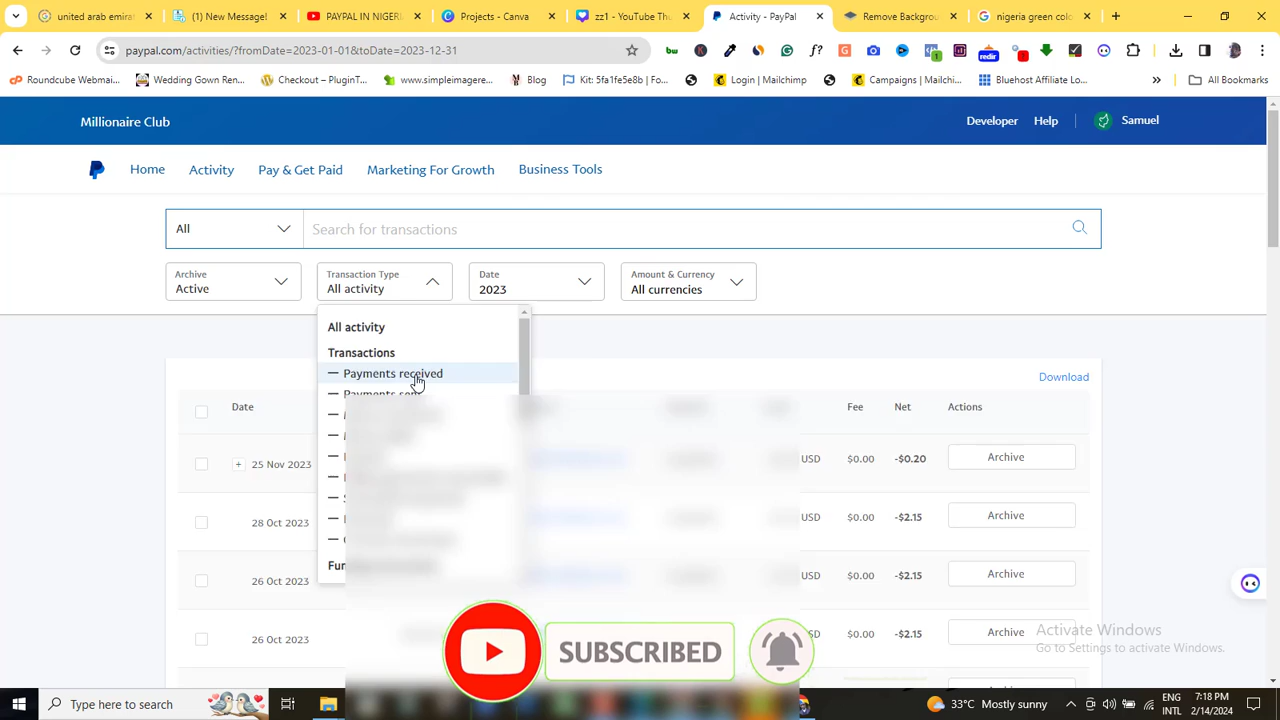 united arab emirat
(1) New Message!
PAYPAL IN NIGERI
Projects - Canva
zz1 - YouTube Thu
Activity - PayPal
Remove Backgroun
nigeria green colo
paypal.com/activities/?fromDate=2023-01-01&toDate=2023-12-31
Roundcube Webmai...
Wedding Gown Ren...
Checkout – PluginT...
www.simpleimagere...
Blog
Kit: 5fa1fe5e8b | Fo...
Login | Mailchimp
Campaigns | Mailchi...
Bluehost Affiliate Lo...
All Bookmarks
Millionaire Club
Developer Help Samuel
Home Activity Pay & Get Paid Marketing For Growth Business Tools
All Search for transactions
Archive
Active
Transaction Type
All activity
Date
2023
Amount & Currency
All currencies
All activity
Transactions
Payments received
Payments sent
Download
Date Fee Net Actions
25 Nov 2023 USD $0.00 -$0.20 Archive
28 Oct 2023 USD $0.00 -$2.15 Archive
26 Oct 2023 USD $0.00 -$2.15 Archive
26 Oct 2023 USD $0.00 -$2.15 Archive
SUBSCRIBED
Activate Windows
Go to Settings to activate Windows.
Type here to search
33°C Mostly sunny
ENG
INTL
7:18 PM
2/14/2024